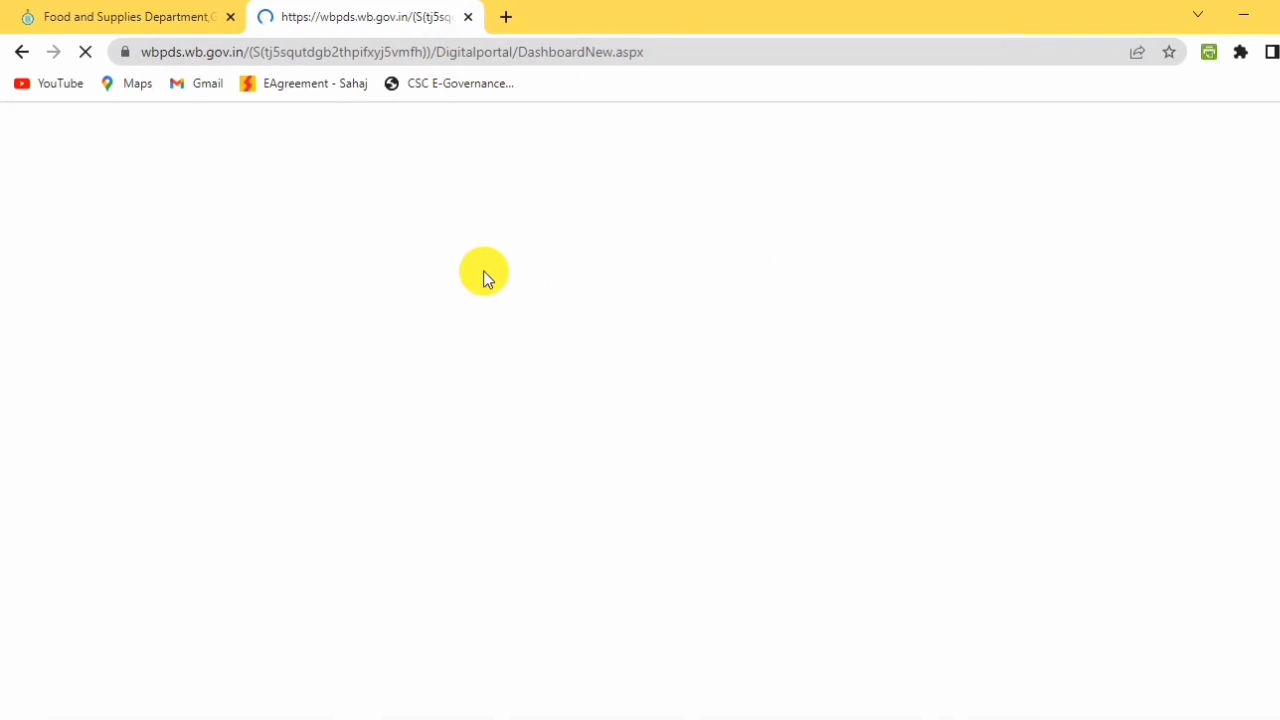 Food and Supplies Department,G
https://wbpds.wb.gov.in/(S(tj5sq
wbpds.wb.gov.in/(S(tj5squtdgb2thpifxyj5vmfh))/Digitalportal/DashboardNew.aspx
YouTube Maps Gmail EAgreement - Sahaj CSC E-Governance...